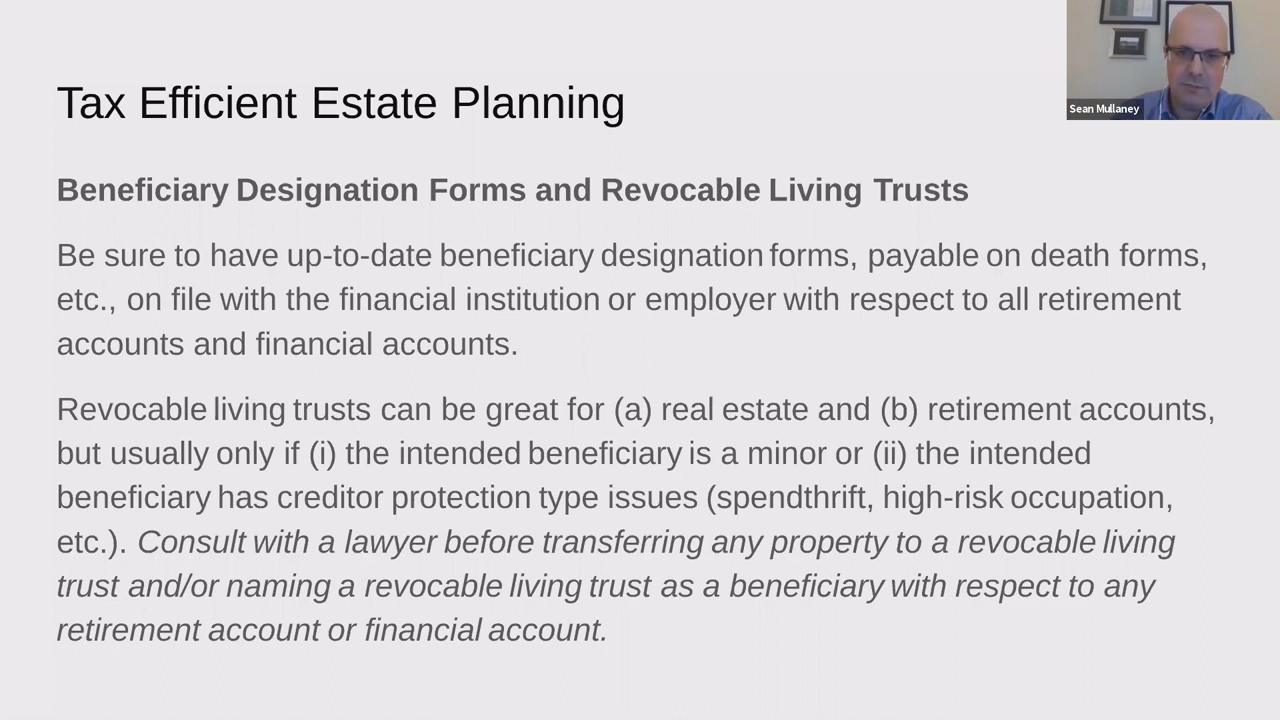 Tax Efficient Estate Planning
Sean Mullaney
Beneficiary Designation Forms and Revocable Living Trusts
Be sure to have up-to-date beneficiary designation forms, payable on death forms,
etc., on file with the financial institution or employer with respect to all retirement
accounts and financial accounts.
Revocable living trusts can be great for (a) real estate and (b) retirement accounts,
but usually only if (i) the intended beneficiary is a minor or (ii) the intended
beneficiary has creditor protection type issues (spendthrift, high-risk occupation,
etc.). Consult with a lawyer before transferring any property to a revocable living
trust and/or naming a revocable living trust as a beneficiary with respect to any
retirement account or financial account.